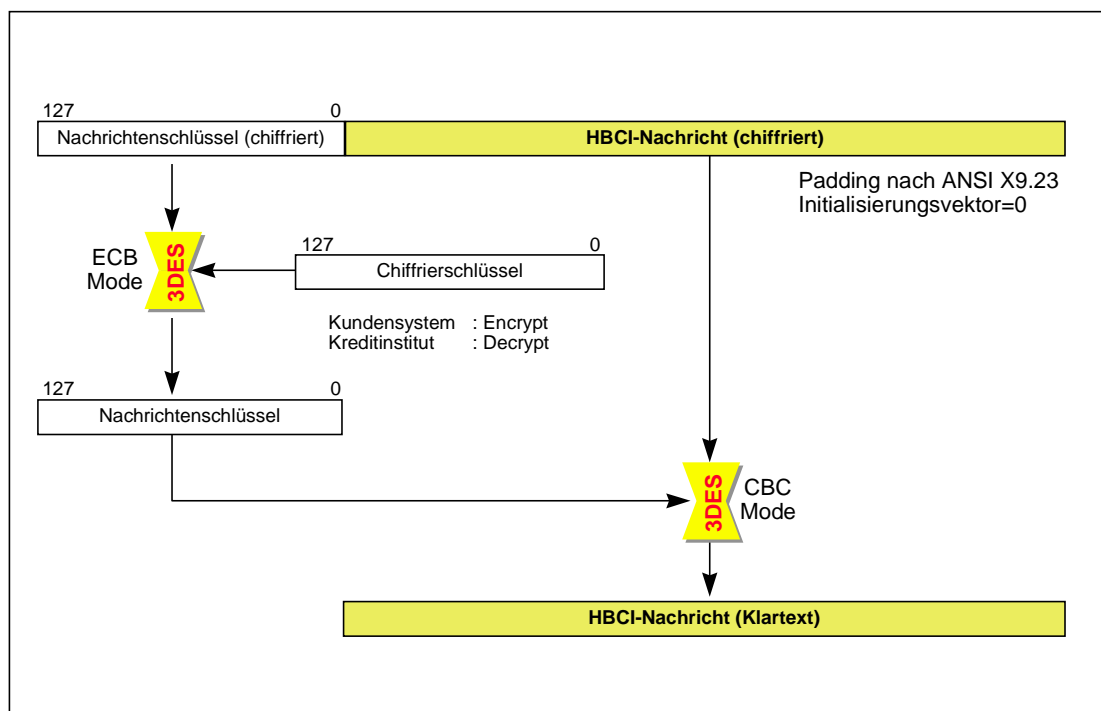 127 0
Nachrichtenschlüssel (chiffriert) HBCI-Nachricht (chiffriert)
Padding nach ANSI X9.23
Initialisierungsvektor=0
ECB
Mode
3DES
127 0
Chiffrierschlüssel
Kundensystem : Encrypt
Kreditinstitut : Decrypt
127 0
Nachrichtenschlüssel
3DES
CBC
Mode
HBCI-Nachricht (Klartext)